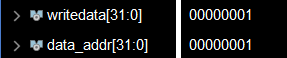 writedata[31:0] 00000001
data_addr[31:0] 00000001